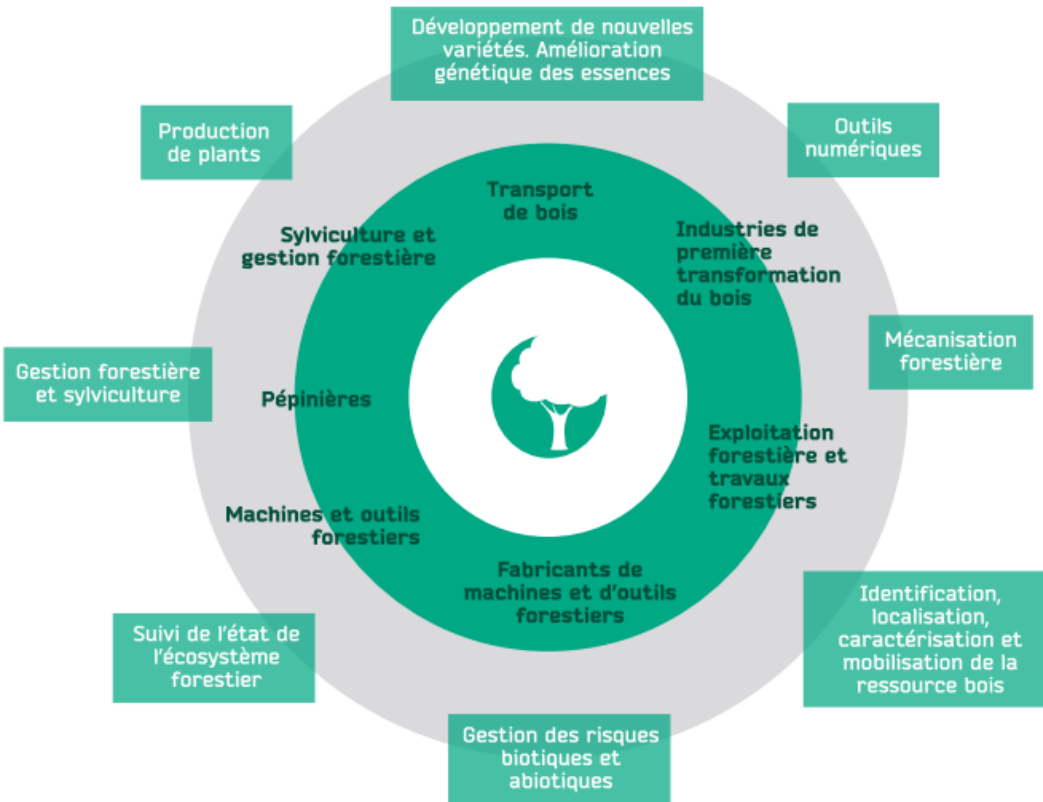 Développement de nouvelles
variétés. Amélioration
génétique des essences
Production
de plants
Outils
numériques
Transport
de bois
Sylviculture et
gestion forestière
Industries de
première
transformation
du bois
Mécanisation
forestière
Gestion forestière
et sylviculture
Pépinières
Exploitation
forestière et
travaux
forestiers
Machines et outils
forestiers
Fabricants de
machines et d'outils
forestiers
Identification,
localisation,
caractérisation et
mobilisation de la
ressource bois
Suivi de l'état de
l'écosystème
forestier
Gestion des risques
biotiques et
abiotiques